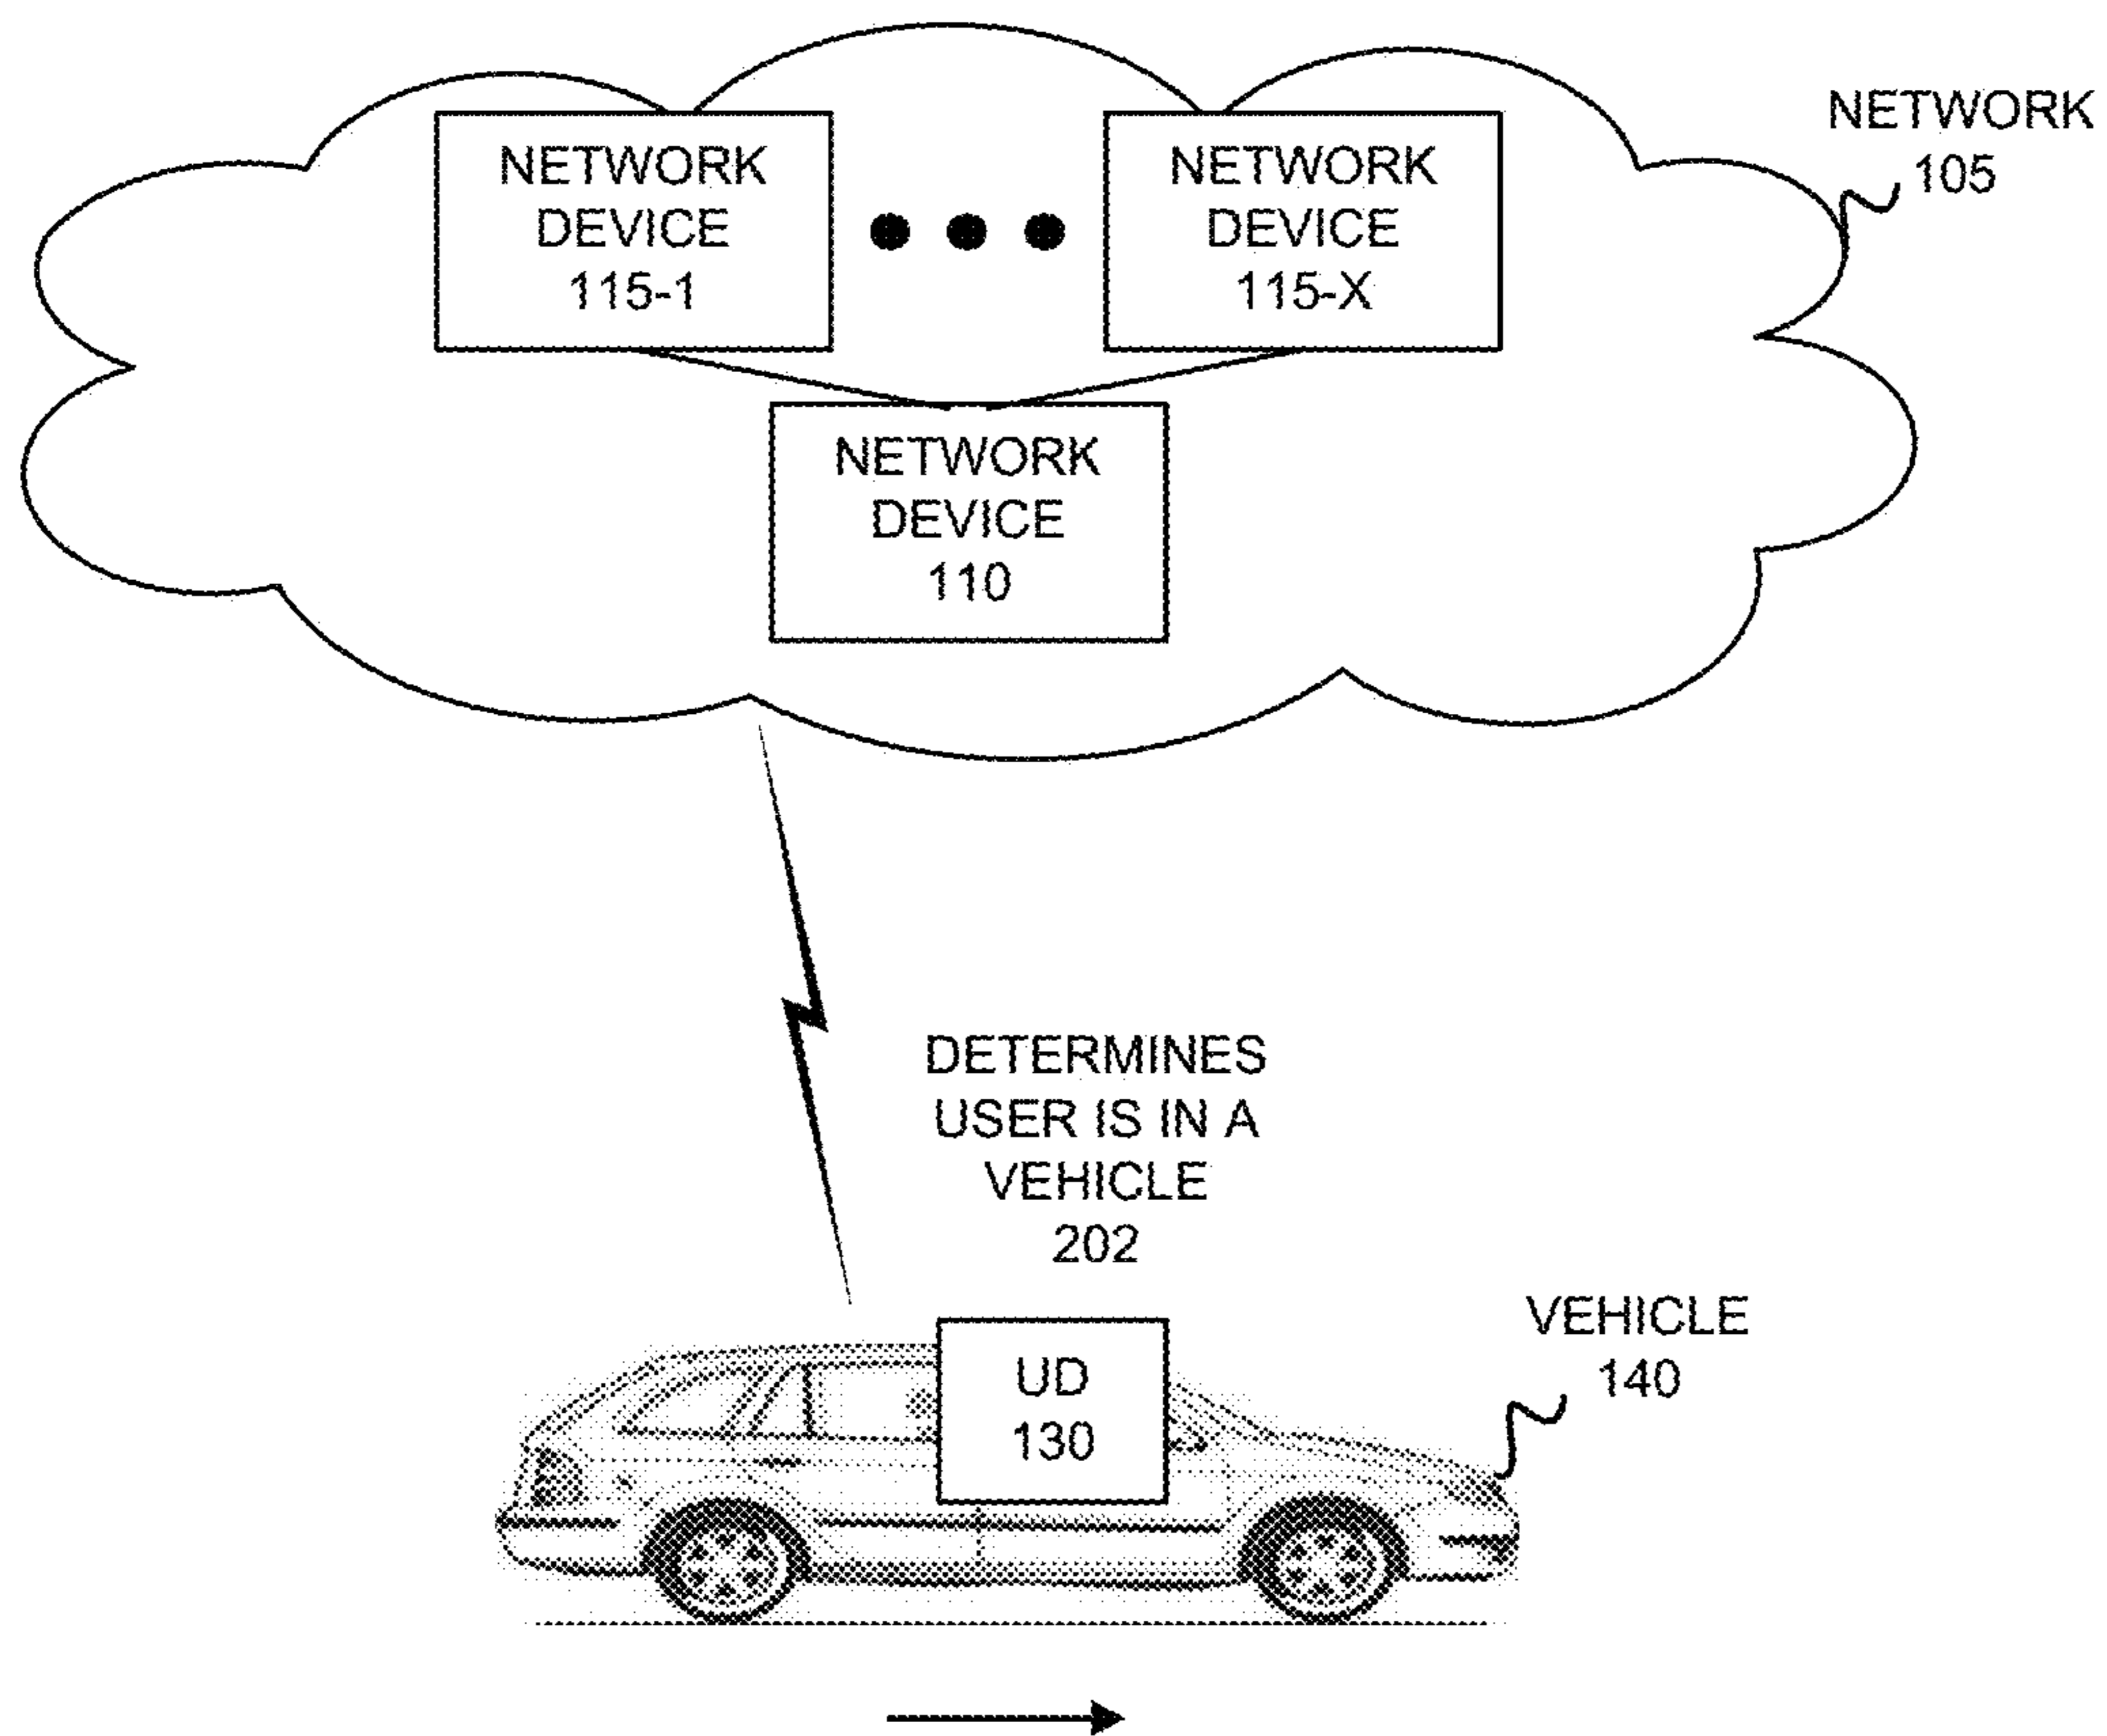 NETWORK
DEVICE
115-1
NETWORK
DEVICE
115-X
NETWORK
105
NETWORK
DEVICE
110
DETERMINES
USER IS IN A
VEHICLE
202
VEHICLE
140
UD
130